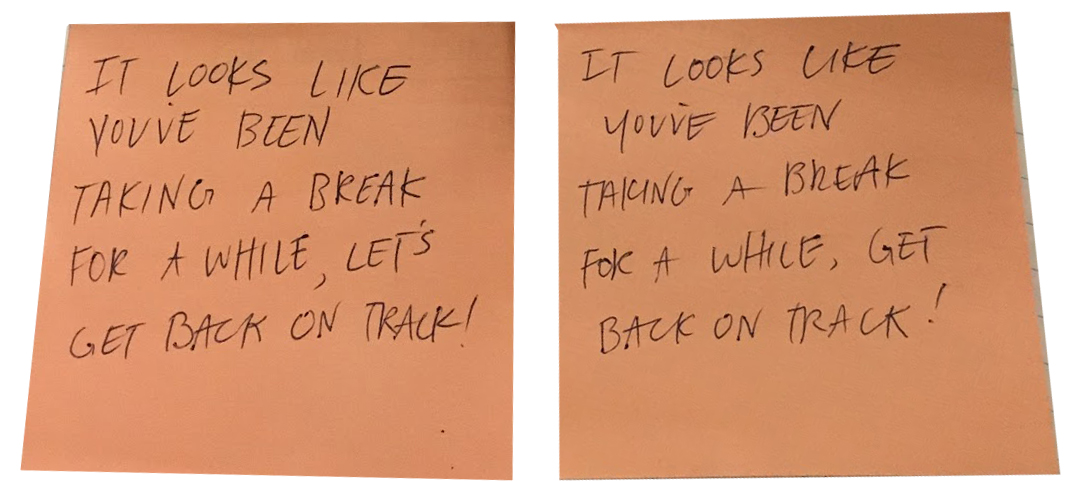 IT LOOKS LIKE
YOU'VE BEEN
TAKING A BREAK
FOR A WHILE, LET'S
GET BACK ON TRACK!
IT LOOKS LIKE
YOU'VE BEEN
TAKING A BREAK
FOR A WHILE, GET
BACK ON TRACK!